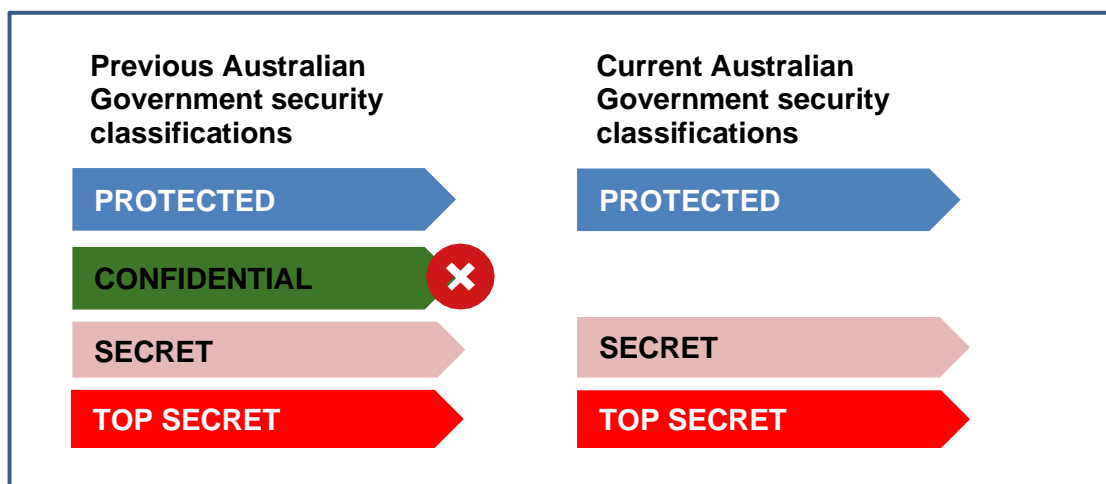 Previous Australian
Government security
classifications
PROTECTED
CONFIDENTIAL
SECRET
TOP SECRET
Current Australian
Government security
classifications
PROTECTED
SECRET
TOP SECRET